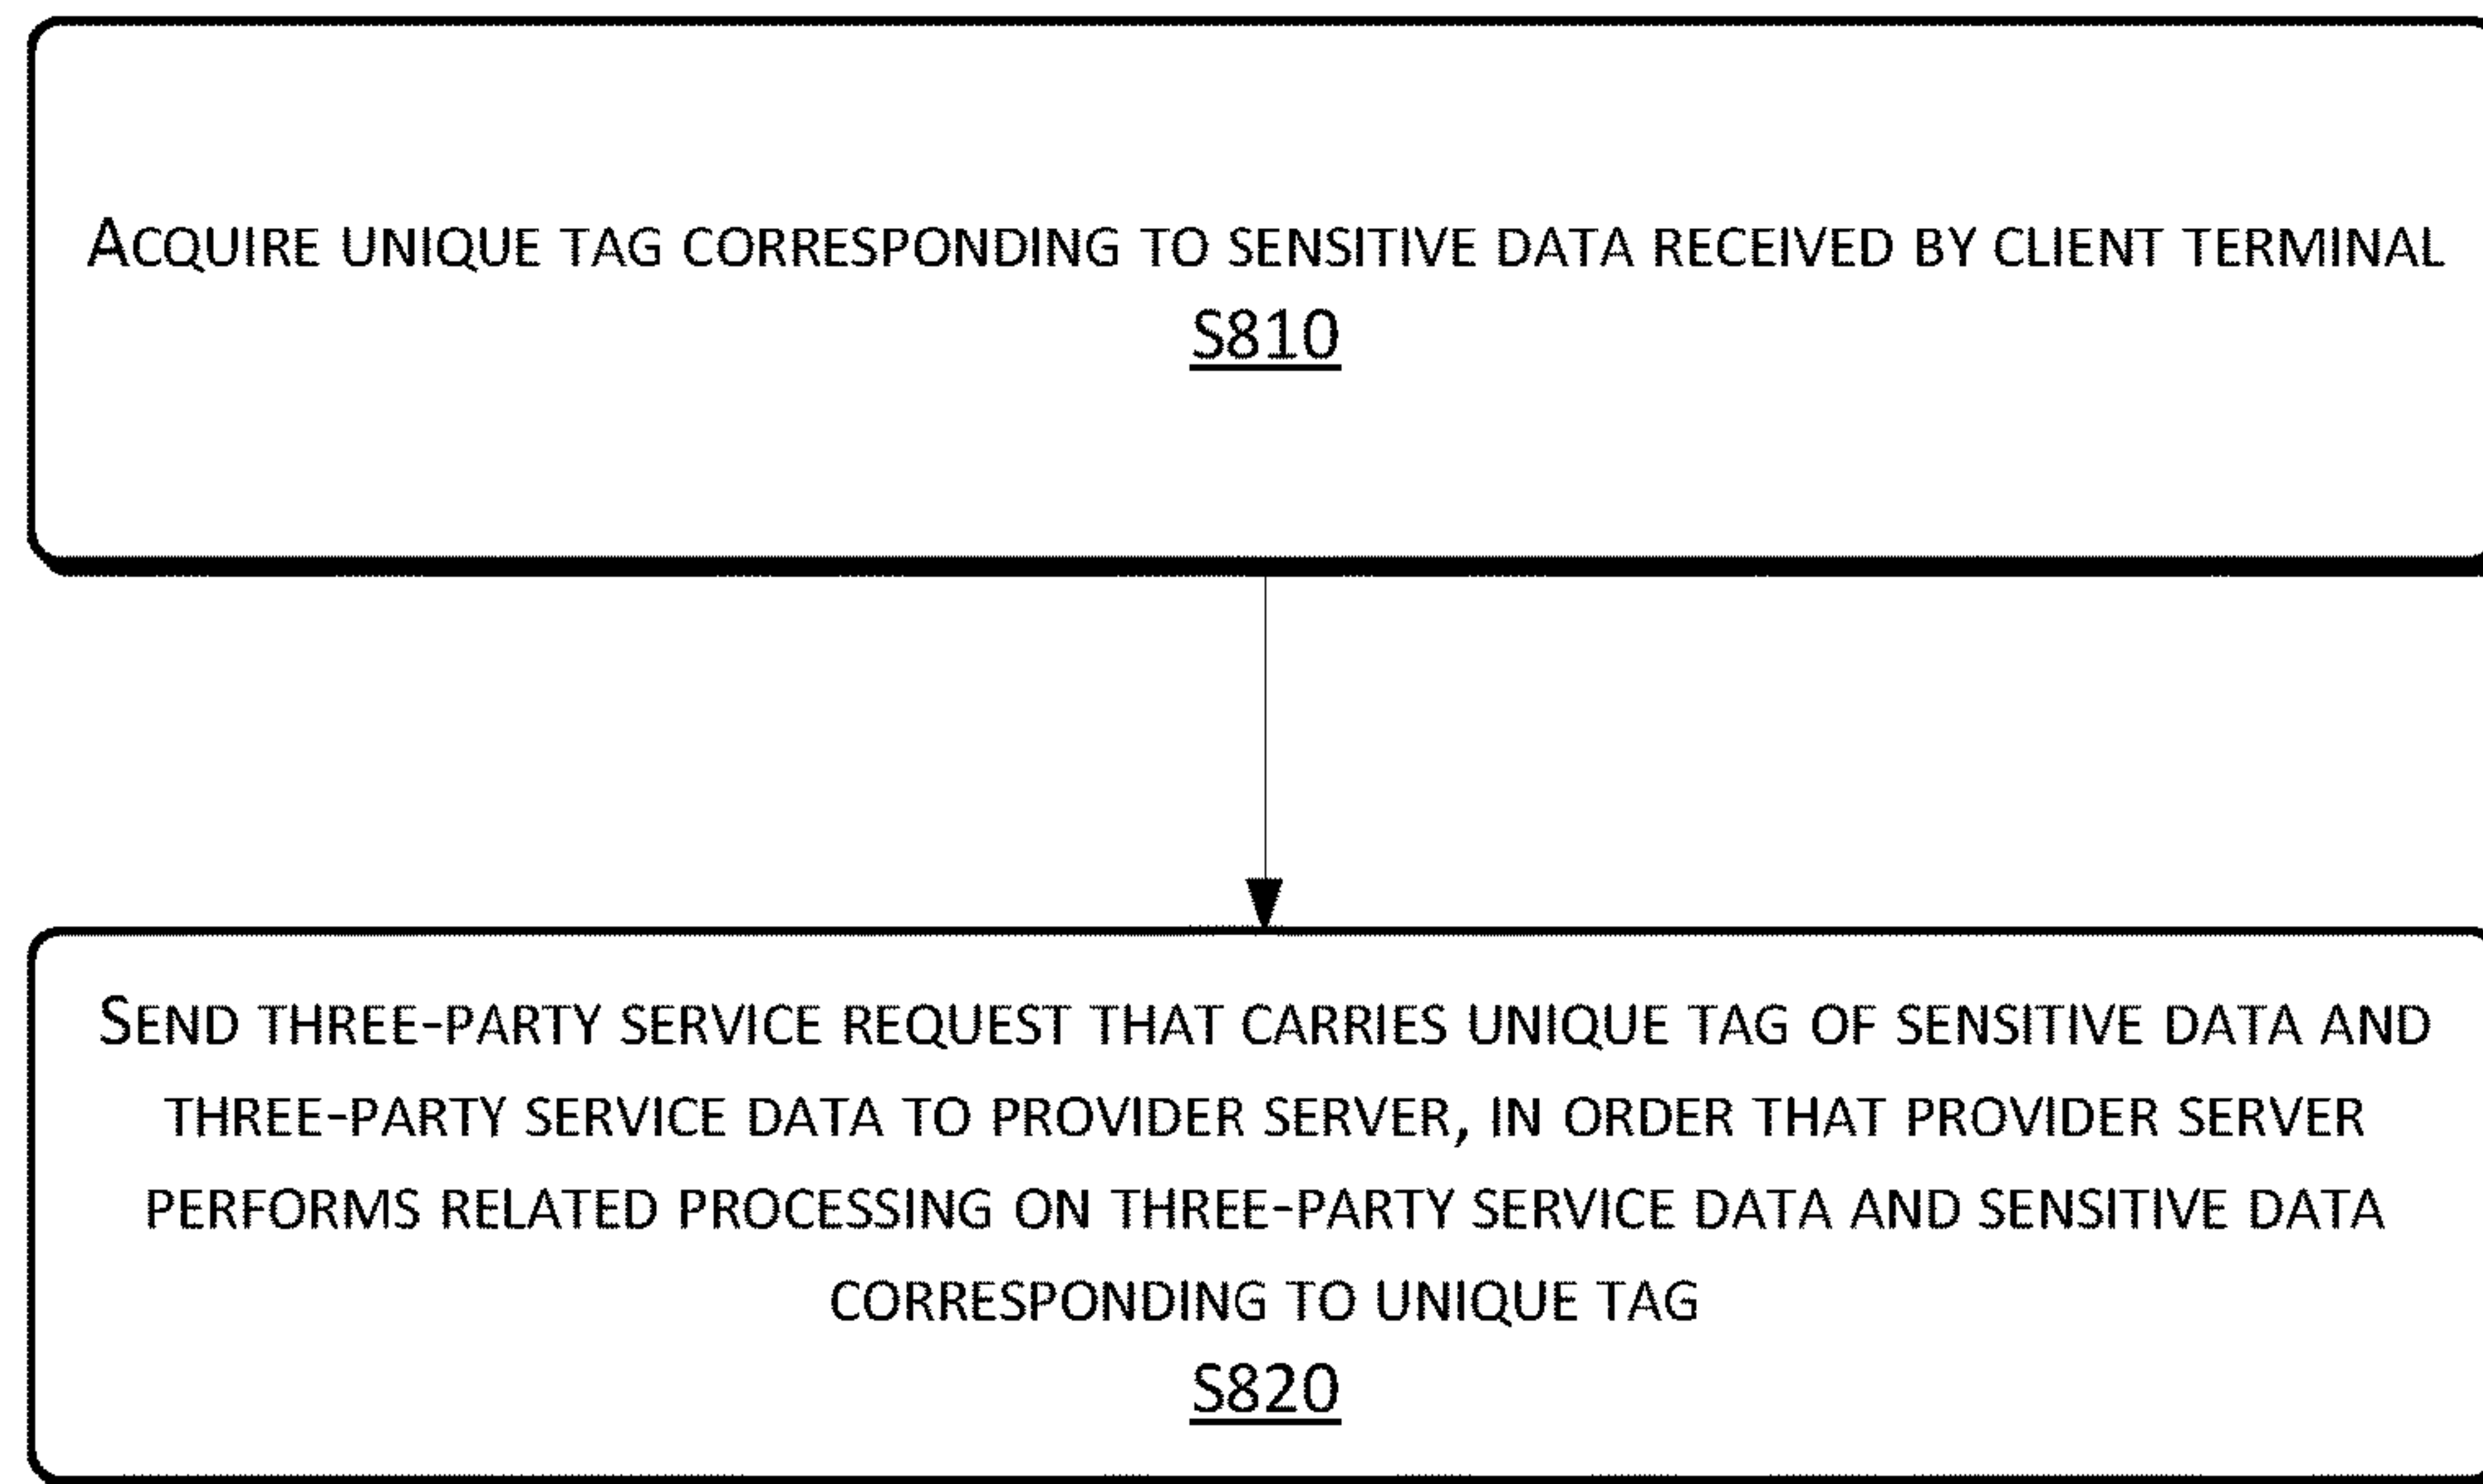 ACQUIRE UNIQUE TAG CORRESPONDING TO SENSITIVE DATA RECEIVED BY CLIENT TERMINAL
S810
SEND THREE-PARTY SERVICE REQUEST THAT CARRIES UNIQUE TAG OF SENSITIVE DATA AND
THREE-PARTY SERVICE DATA TO PROVIDER SERVER, IN ORDER THAT PROVIDER SERVER
PERFORMS RELATED PROCESSING ON THREE-PARTY SERVICE DATA AND SENSITIVE DATA
CORRESPONDING TO UNIQUE TAG
S820